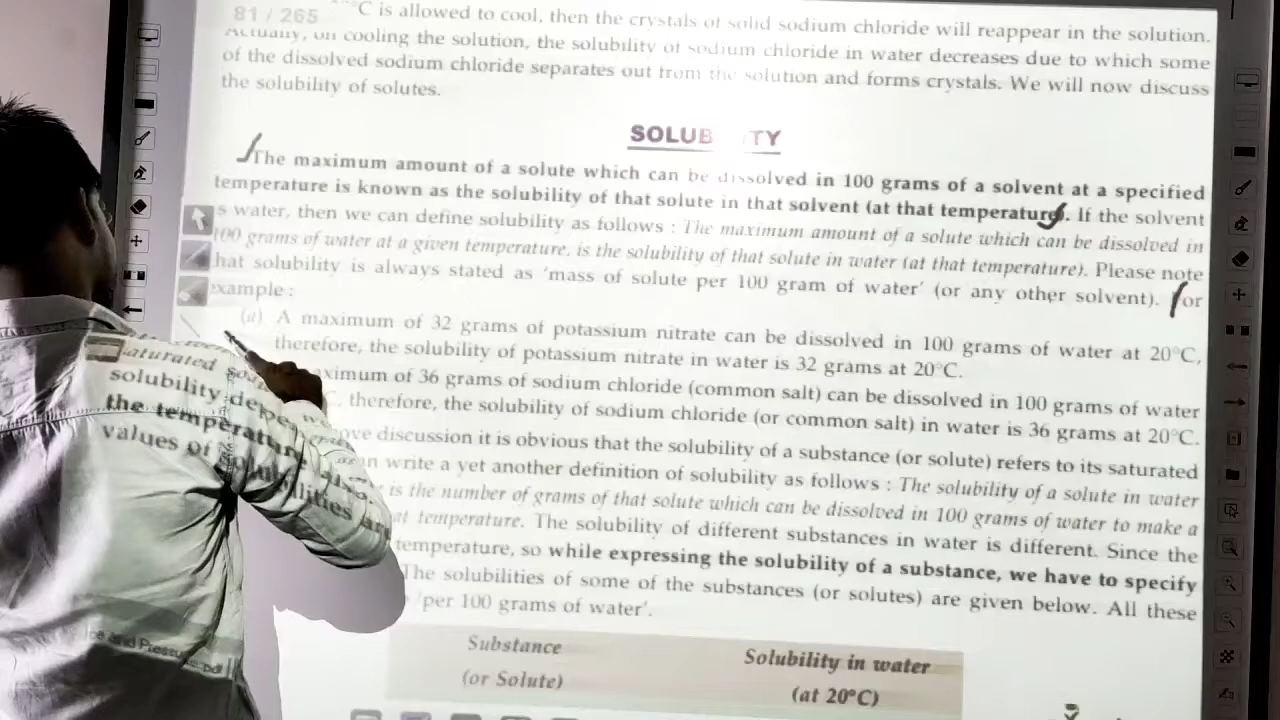 81 / 265
C is allowed to cool, then the crystals of solid sodium chloride will reappear in the solution.
Actually, on cooling the solution, the solubility of sodium chloride in water decreases due to which some
of the dissolved sodium chloride separates out from the solution and forms crystals. We will now discuss
the solubility of solutes.
SOLUB TY
The maximum amount of a solute which can be dissolved in 100 grams of a solvent at a specified
temperature is known as the solubility of that solute in that solvent (at that temperature). If the solvent
s water, then we can define solubility as follows : The maximum amount of a solute which can be dissolved in
100 grams of water at a given temperature, is the solubility of that solute in water (at that temperature). Please note
hat solubility is always stated as 'mass of solute per 100 gram of water' (or any other solvent). For
example :
(a) A maximum of 32 grams of potassium nitrate can be dissolved in 100 grams of water at 20°C,
therefore, the solubility of potassium nitrate in water is 32 grams at 20°C.
aximum of 36 grams of sodium chloride (common salt) can be dissolved in 100 grams of water
C, therefore, the solubility of sodium chloride (or common salt) in water is 36 grams at 20°C.
ove discussion it is obvious that the solubility of a substance (or solute) refers to its saturated
an write a yet another definition of solubility as follows : The solubility of a solute in water
is the number of grams of that solute which can be dissolved in 100 grams of water to make a
saturated
at temperature. The solubility of different substances in water is different. Since the
solubility depe
temperature, so while expressing the solubility of a substance, we have to specify
the temperature also.
The solubilities of some of the substances (or solutes) are given below. All these
values of solubilities are
/per 100 grams of water'.
ce and Pressure.pdf
Substance
(or Solute)
Solubility in water
(at 20°C)